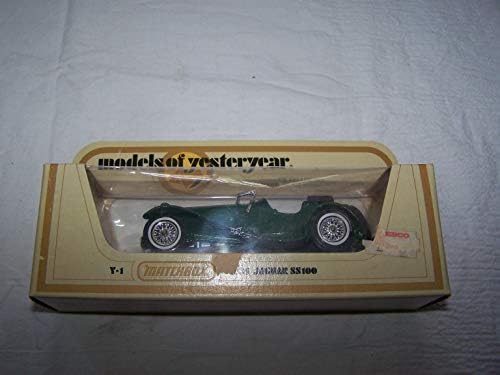 models of yesteryear.
Y-1 MATCHBOX JAGUAR SS100